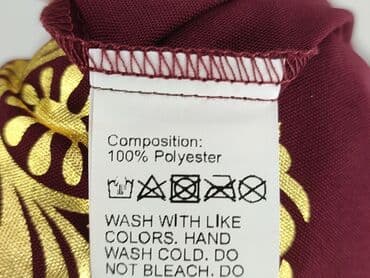 Composition:
100% Polyester
WASH WITH LIKE
COLORS. HAND
WASH COLD. DO
NOT BLEACH. DO